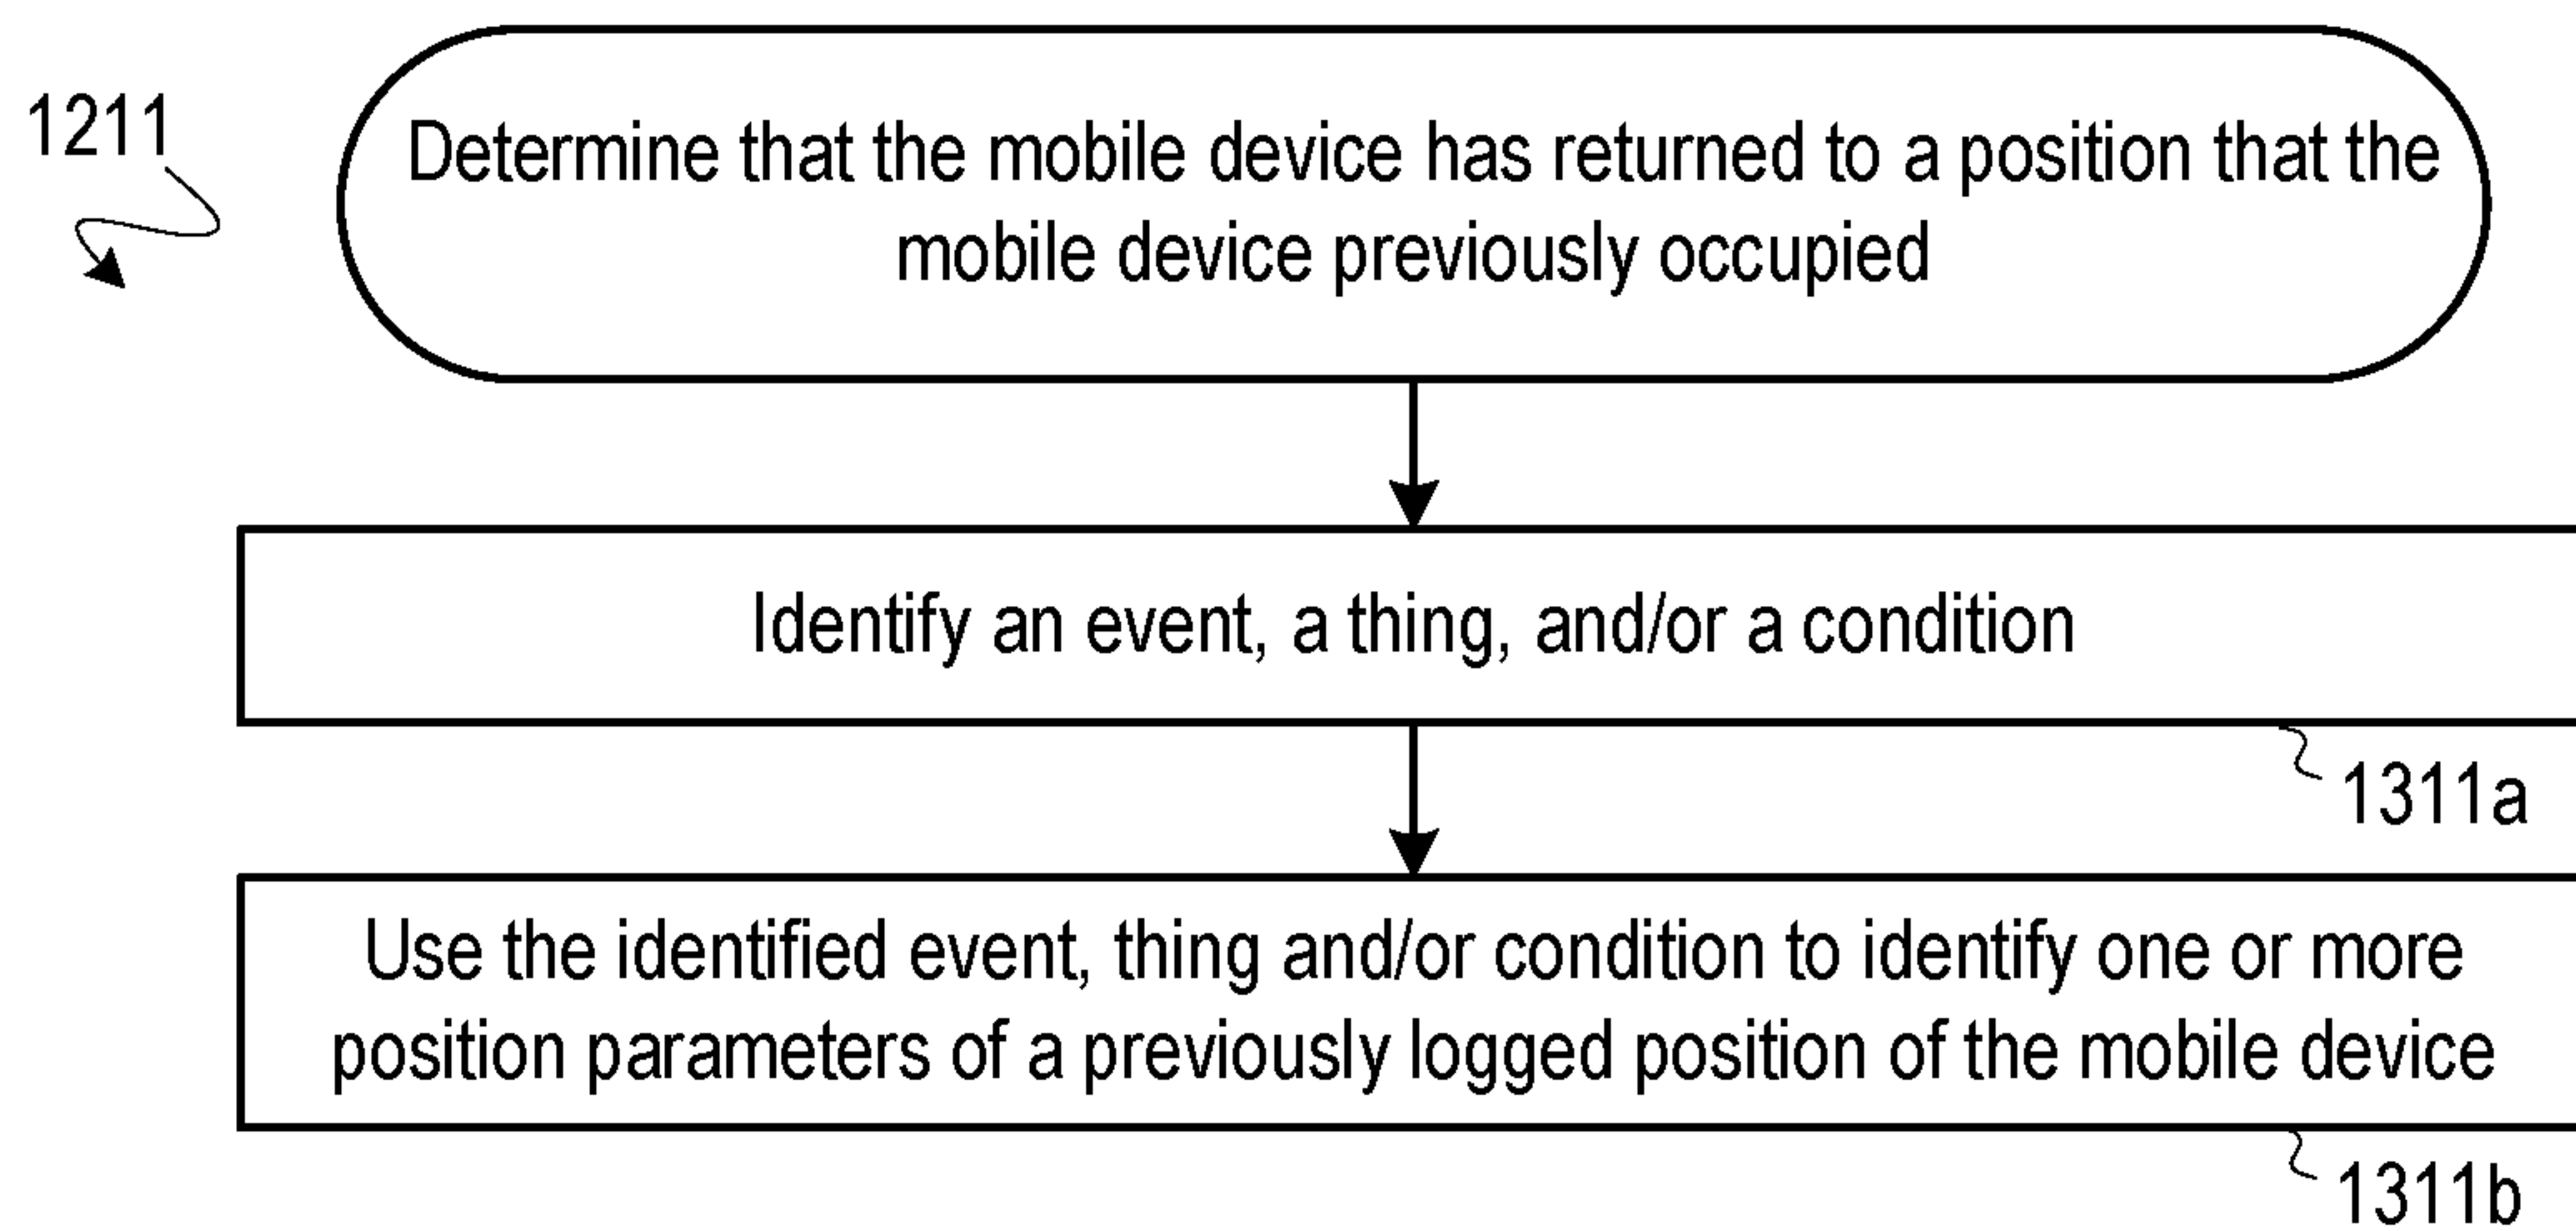 1211
Determine that the mobile device has returned to a position that the
mobile device previously occupied
Identify an event, a thing, and/or a condition
1311a
Use the identified event, thing and/or condition to identify one or more
position parameters of a previously logged position of the mobile device
1311b